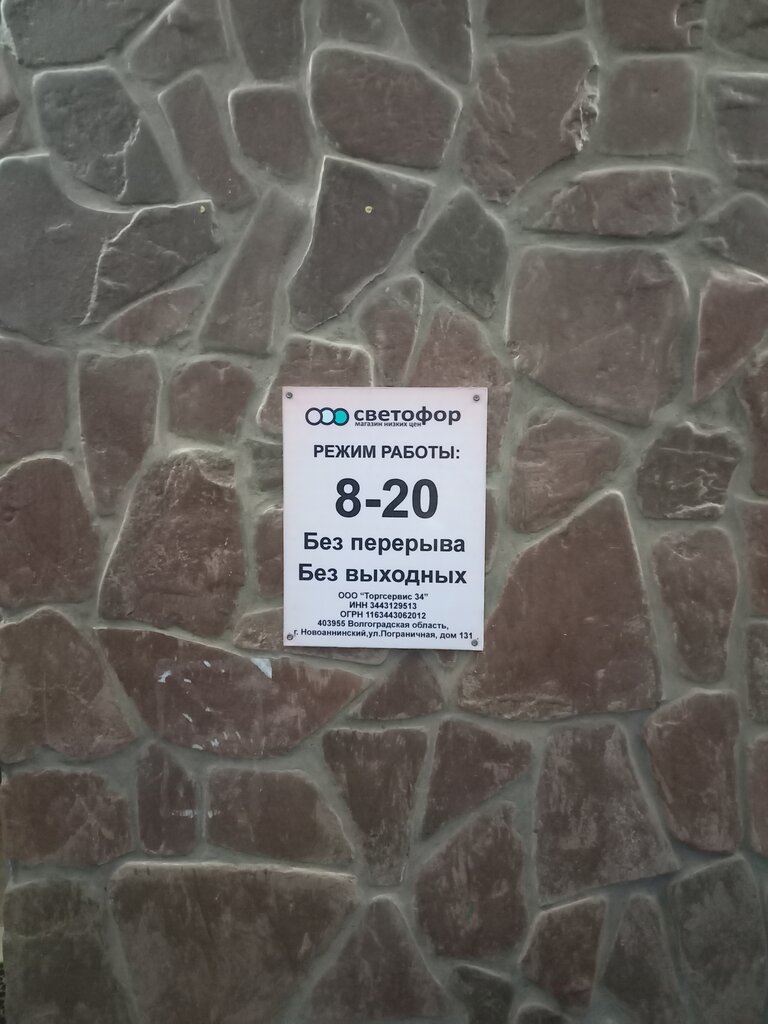 светофор
магазин низких цен
РЕЖИМ РАБОТЫ:
8-20
Без перерыва
Без выходных
ООО "Торгсервис 34"
ИНН 3443129513
ОГРН 1163443062012
403955 Волгоградская область,
г. Новоаннинский,ул.Пограничная, дом 131